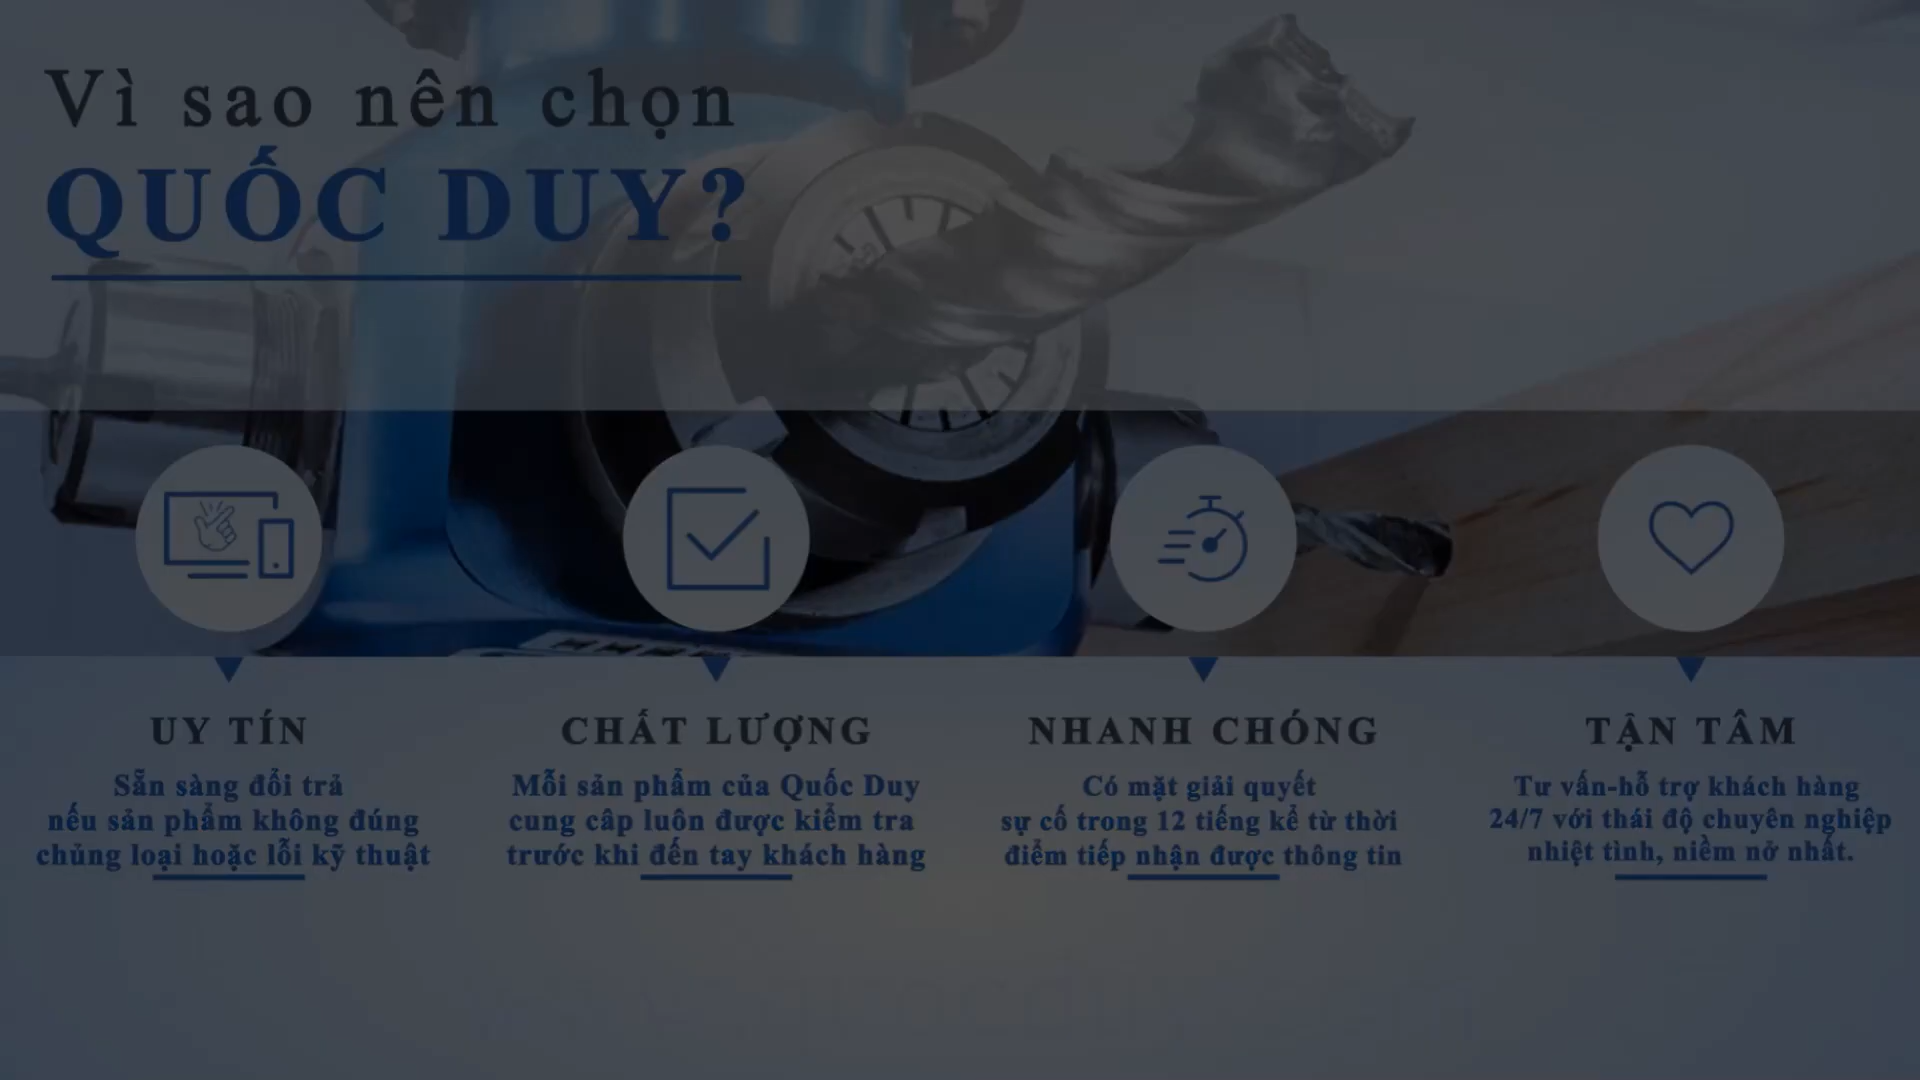 Vì sao nên chọn
QUỐC DUY?
UY TÍN
Sẵn sàng đổi trả
nếu sản phẩm không đúng
chủng loại hoặc lỗi kỹ thuật
CHẤT LƯỢNG
Mỗi sản phẩm của Quốc Duy
cung câp luôn được kiểm tra
trước khi đến tay khách hàng
NHANH CHÓNG
Có mặt giải quyết
sự cố trong 12 tiếng kể từ thời
điểm tiếp nhận được thông tin
TẬN TÂM
Tư vấn-hỗ trợ khách hàng
24/7 với thái độ chuyên nghiệp
nhiệt tình, niềm nở nhất.